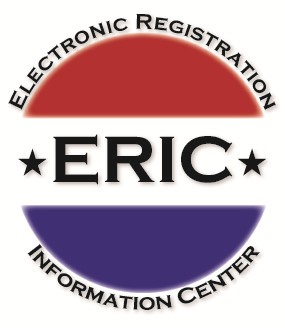 ELECTRONIC REGISTRATION
★ERIC★
INFORMATION CENTER